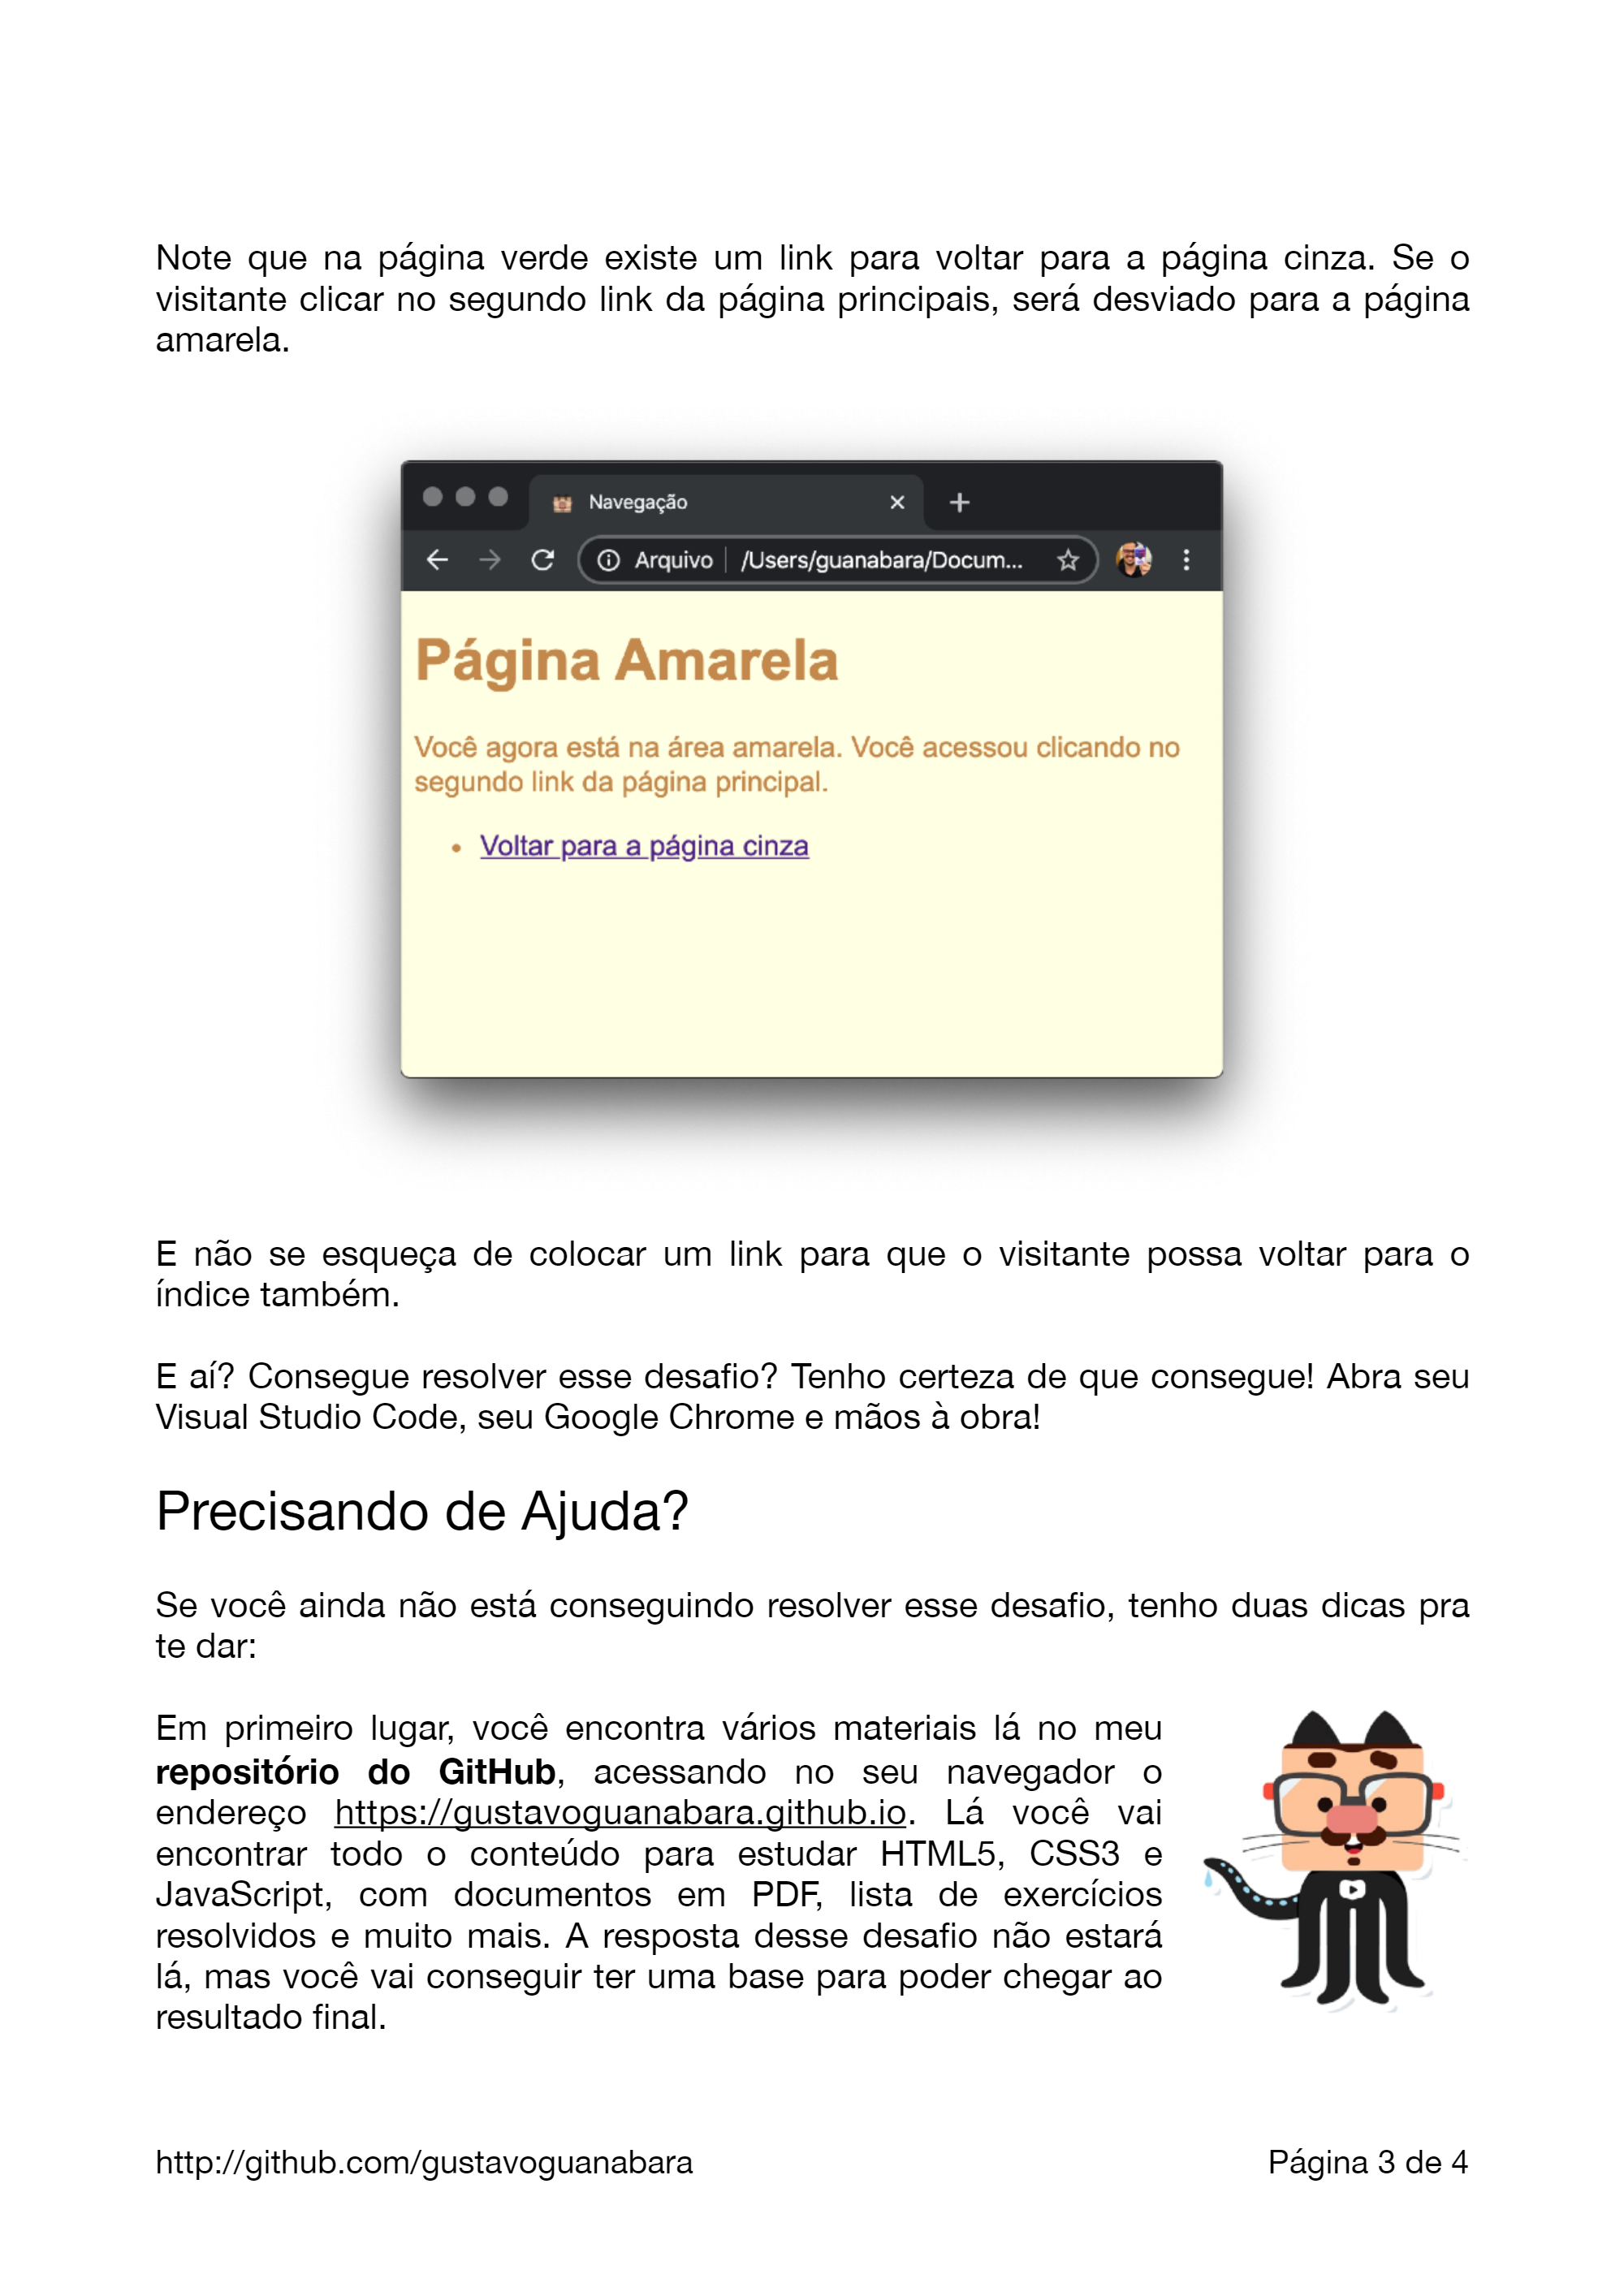 Note que na página verde existe um link para voltar para a página cinza. Se o
visitante clicar no segundo link da página principais, será desviado para a página
amarela.
Navegação
Arquivo /Users/guanabara/Docum...
Página Amarela
Você agora está na área amarela. Você acessou clicando no
segundo link da página principal.
• Voltar para a página cinza
E não se esqueça de colocar um link para que o visitante possa voltar para o
índice também.
E aí? Consegue resolver esse desafio? Tenho certeza de que consegue! Abra seu
Visual Studio Code, seu Google Chrome e mãos à obra!
Precisando de Ajuda?
Se você ainda não está conseguindo resolver esse desafio, tenho duas dicas pra
te dar:
Em primeiro lugar, você encontra vários materiais lá no meu
repositório do GitHub, acessando no seu navegador o
endereço https://gustavoguanabara.github.io. Lá você vai
encontrar todo o conteúdo para estudar HTML5, CSS3 e
JavaScript, com documentos em PDF, lista de exercícios
resolvidos e muito mais. A resposta desse desafio não estará
lá, mas você vai conseguir ter uma base para poder chegar ao
resultado final.
http://github.com/gustavoguanabara Página 3 de 4